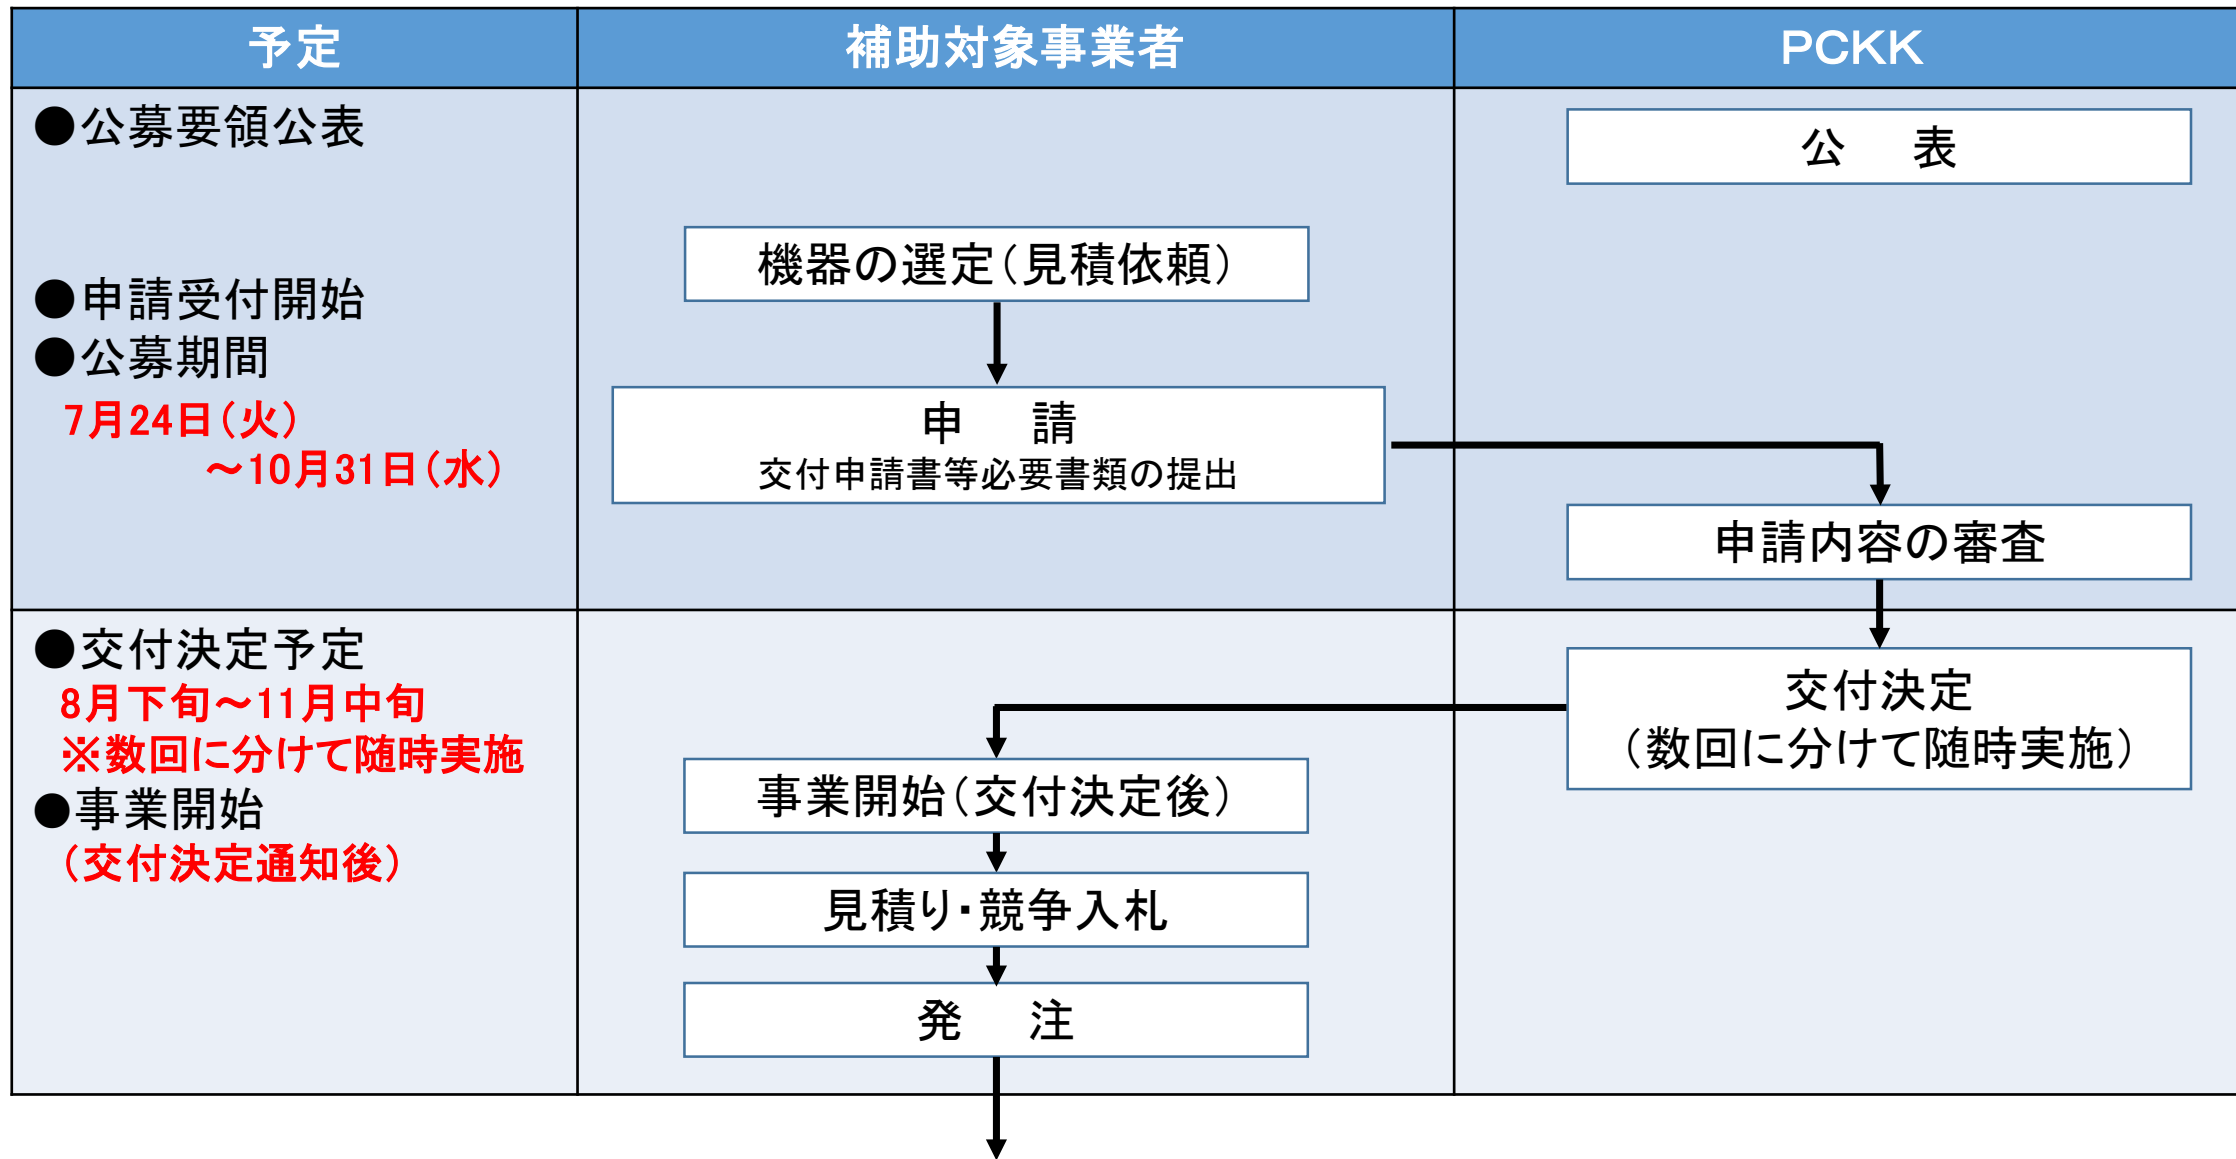 予定
補助対象事業者
PCKK
●公募要領公表
●申請受付開始
●公募期間
7月24日(火)
~10月31日(水)
公 表
機器の選定(見積依頼)
申 請
交付申請書等必要書類の提出
申請内容の審査
●交付決定予定
8月下旬~11月中旬
※数回に分けて随時実施
●事業開始
(交付決定通知後)
交付決定
(数回に分けて随時実施)
事業開始(交付決定後)
見積り・競争入札
発 注